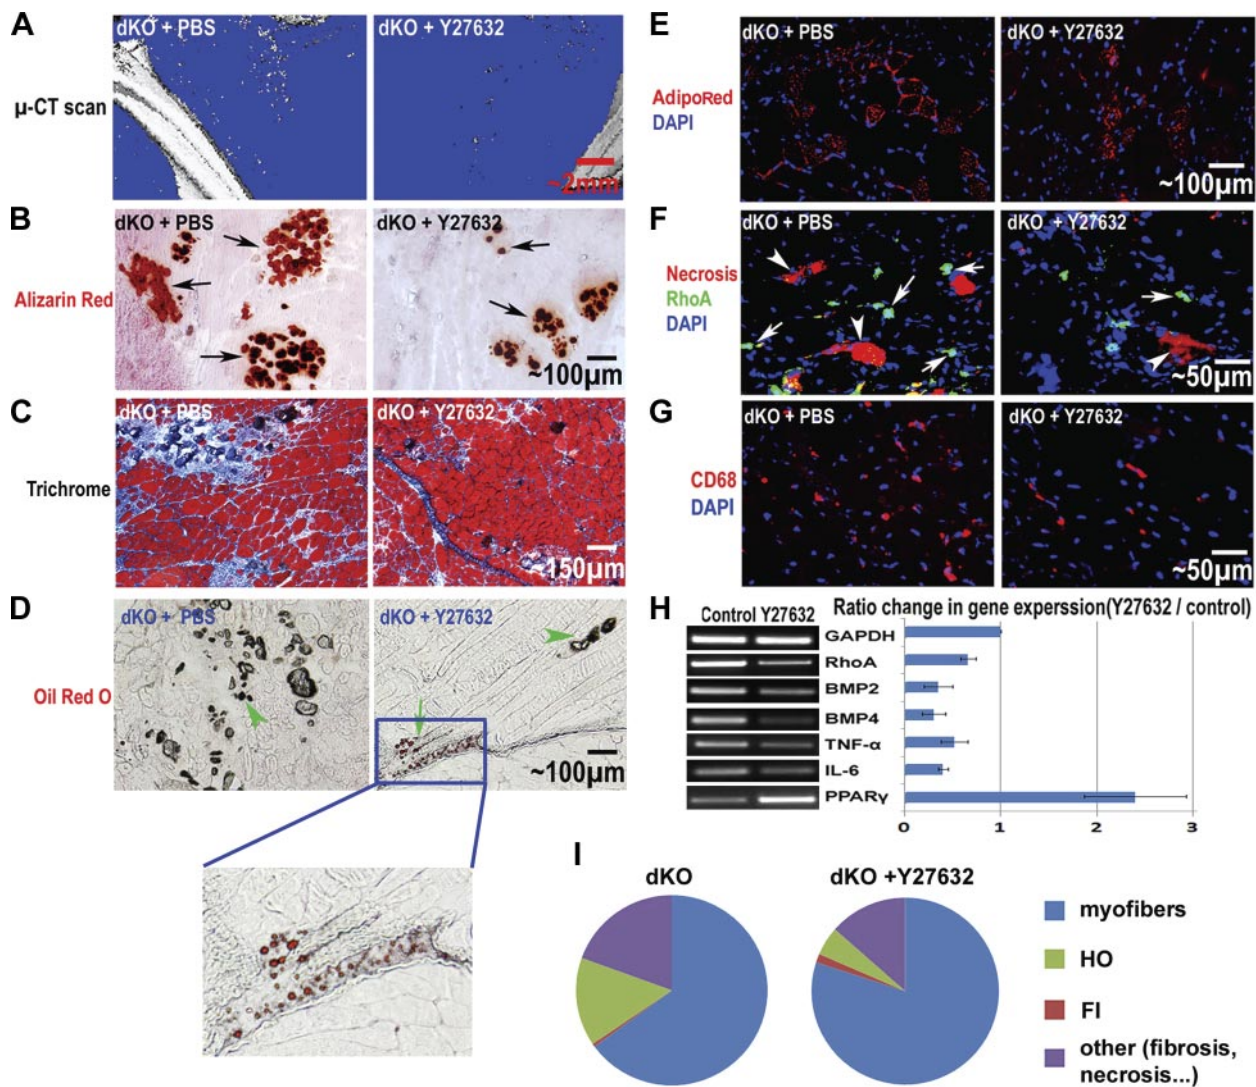 A
dKO + PBS
dKO + Y27632
μ-CT scan
~2mm
B
dKO + PBS
dKO + Y27632
Alizarin Red
~100μm
C
dKO + PBS
dKO + Y27632
Trichrome
~150μm
D
dKO + PBS
dKO + Y27632
Oil Red O
~100μm
E
dKO + PBS
dKO + Y27632
AdipoRed
DAPI
~100μm
F
dKO + PBS
dKO + Y27632
Necrosis
RhoA
DAPI
~50μm
G
dKO + PBS
dKO + Y27632
CD68
DAPI
~50μm
H
Control Y27632
Ratio change in gene experssion(Y27632 / control)
GAPDH
RhoA
BMP2
BMP4
TNF-α
IL-6
PPARγ
0 1 2 3
I
dKO
dKO +Y27632
myofibers
HO
FI
other (fibrosis,
necrosis...)